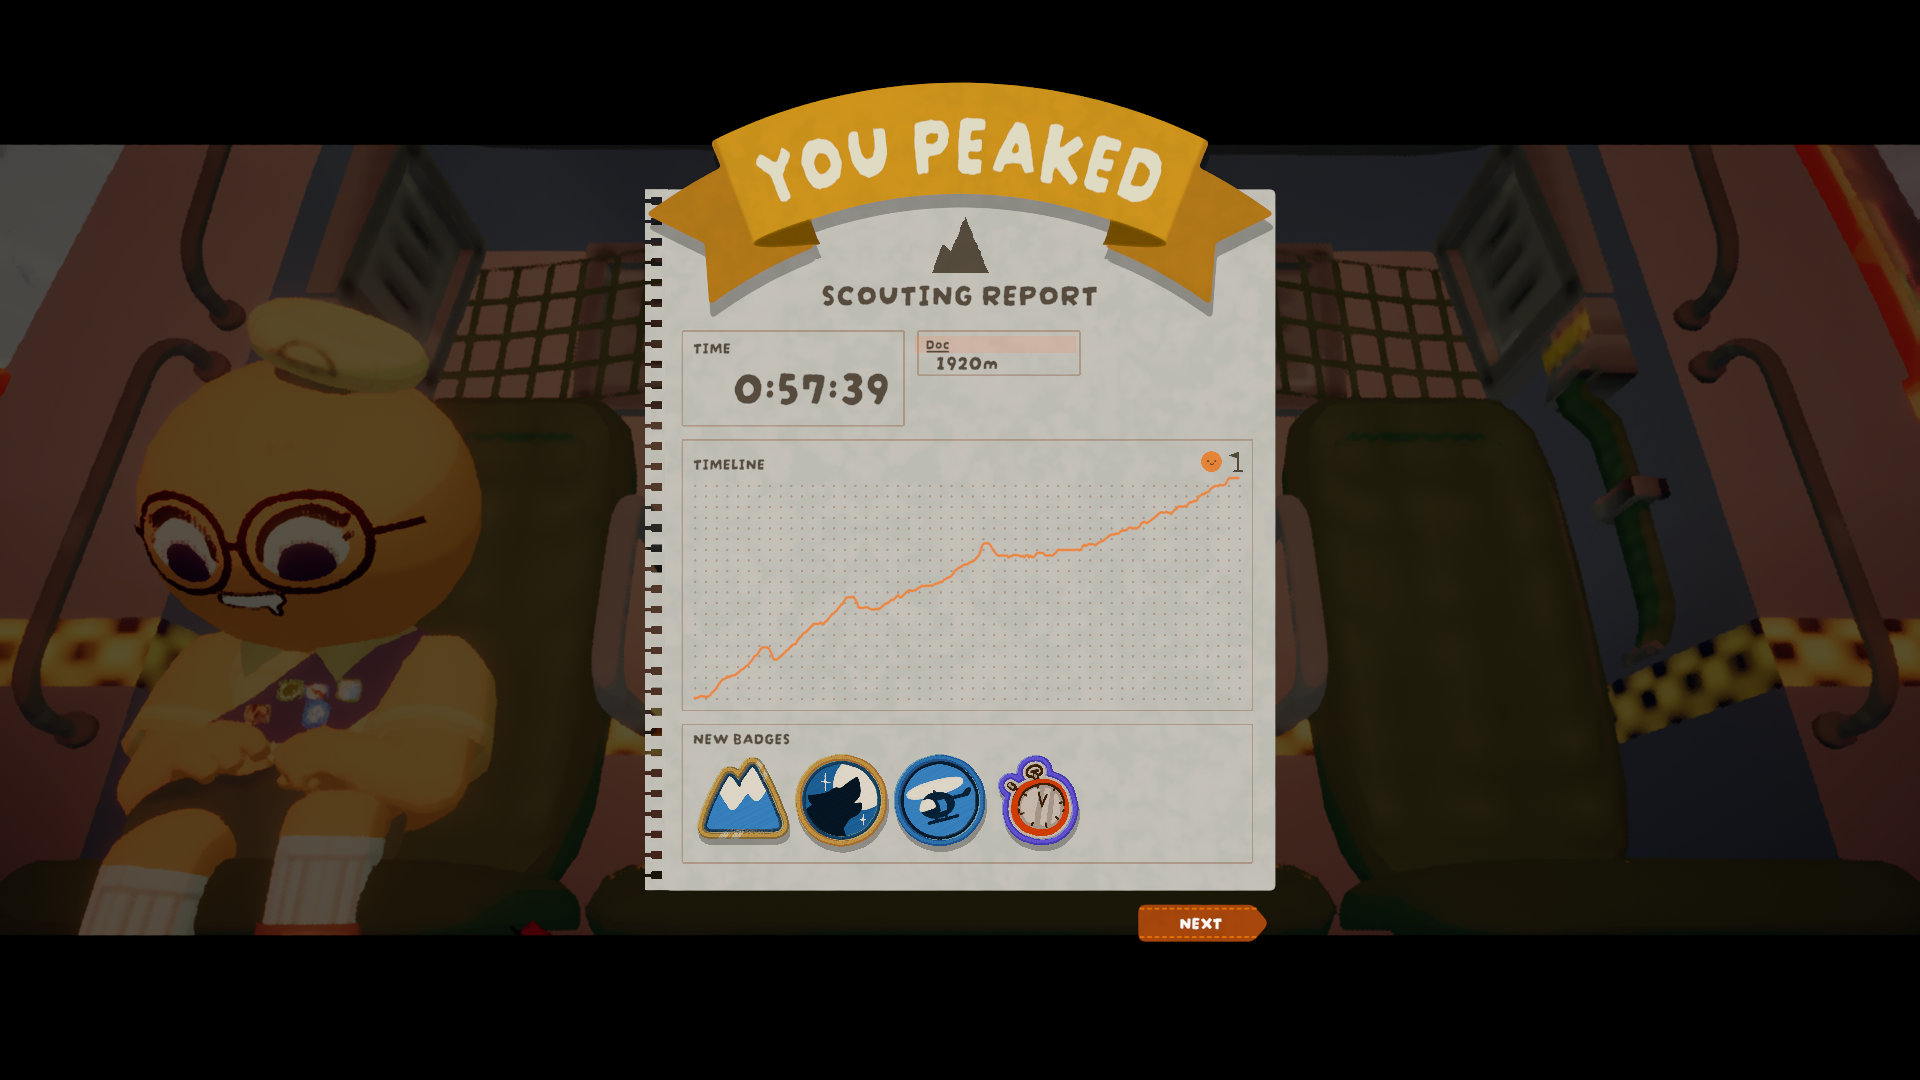 YOU PEAKED
SCOUTING REPORT
TIME
0:57:39
Doc
1920m
TIMELINE
1
NEW BADGES
NEXT